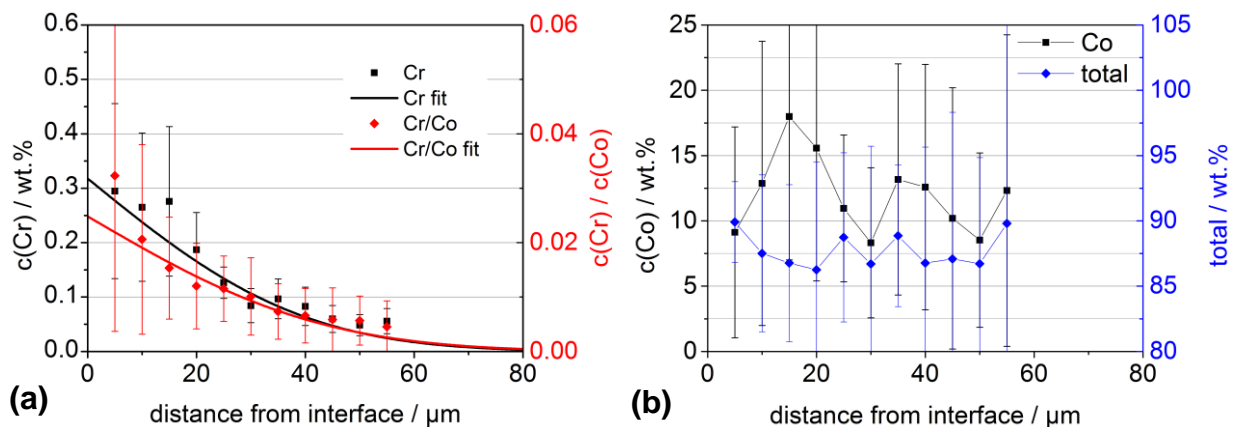 0.6
0.5
0.4
0.3
0.2
0.1
0.0
c(Cr) / wt.%
0.06
0.04
0.02
0.00
c(Cr) / c(Co)
Cr
Cr fit
Cr/Co
Cr/Co fit
0 20 40 60 80
distance from interface / µm
(a)
25
20
15
10
5
0
c(Co) / wt.%
105
100
95
90
85
80
total / wt.%
Co
total
0 20 40 60 80
distance from interface / µm
(b)